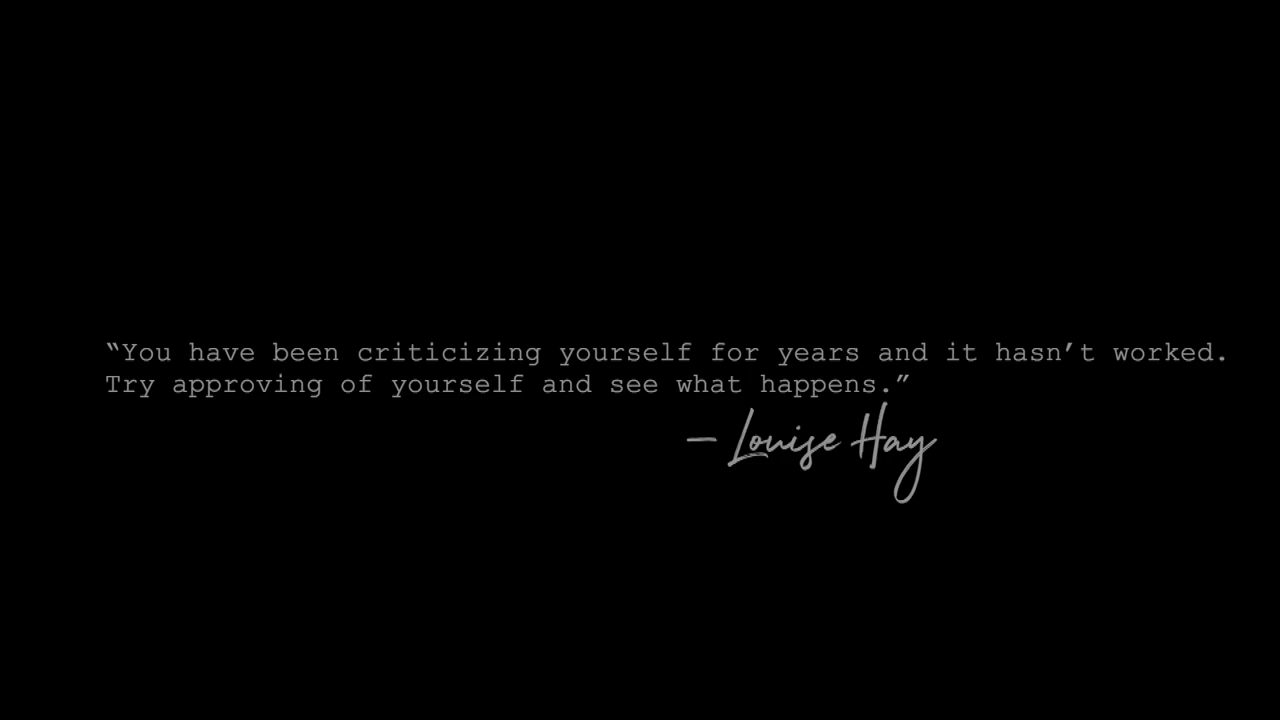 “You have been criticizing yourself for years and it hasn’t worked.
Try approving of yourself and see what happens.”
— Louise Hay